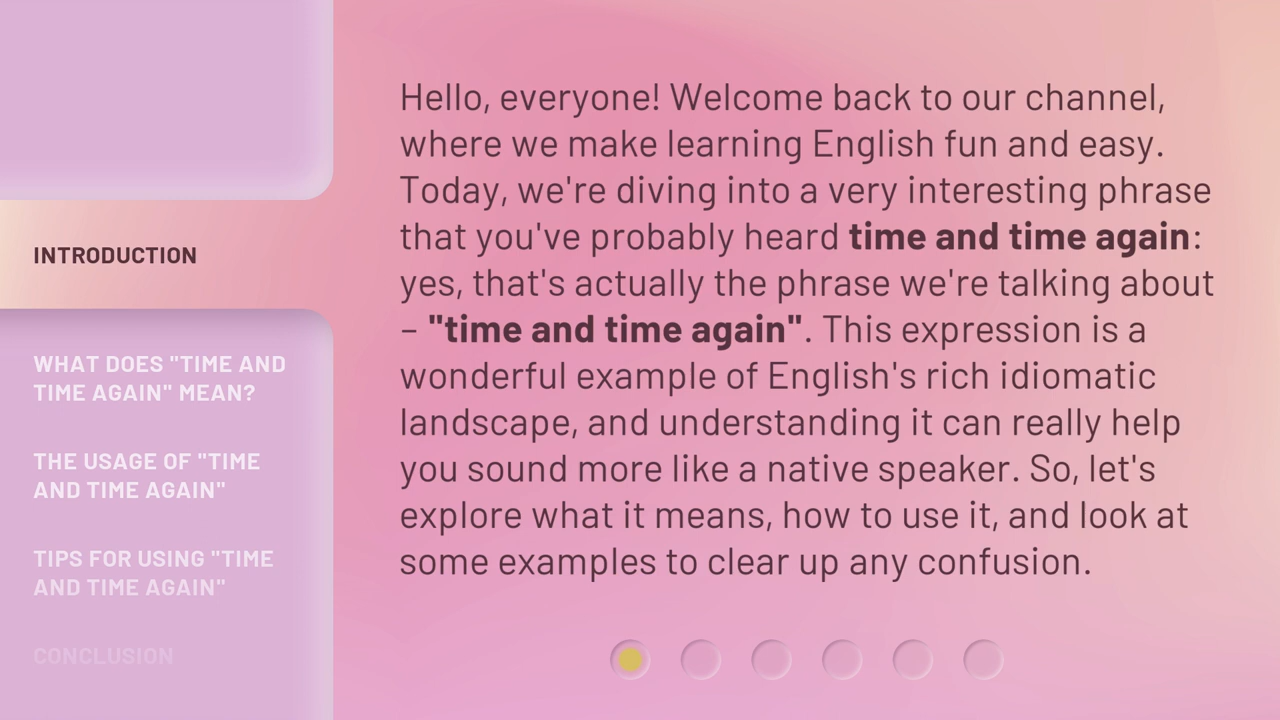 INTRODUCTION
WHAT DOES "TIME AND
TIME AGAIN" MEAN?
THE USAGE OF "TIME
AND TIME AGAIN"
TIPS FOR USING "TIME
AND TIME AGAIN"
CONCLUSION
Hello, everyone! Welcome back to our channel,
where we make learning English fun and easy.
Today, we're diving into a very interesting phrase
that you've probably heard time and time again:
yes, that's actually the phrase we're talking about
– "time and time again". This expression is a
wonderful example of English's rich idiomatic
landscape, and understanding it can really help
you sound more like a native speaker. So, let's
explore what it means, how to use it, and look at
some examples to clear up any confusion.